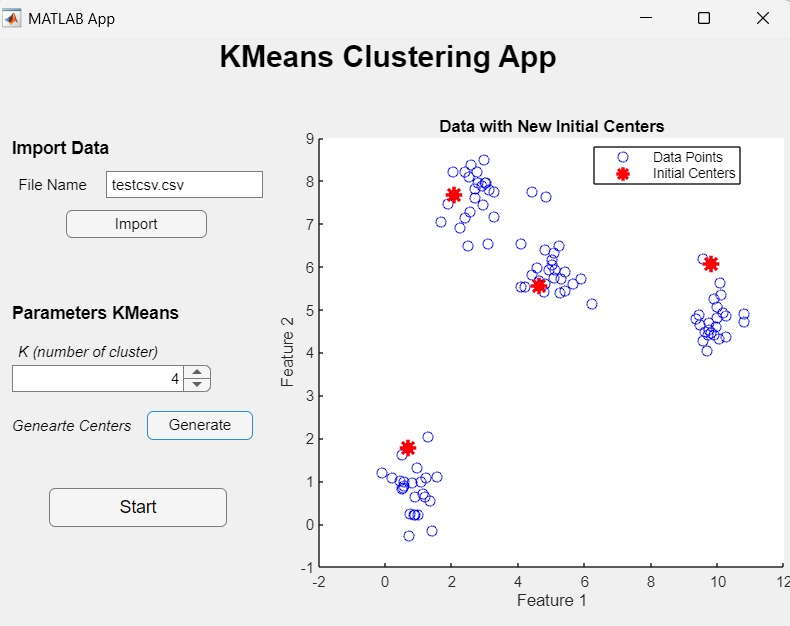 MATLAB App
KMeans Clustering App
Import Data
File Name
testcsv.csv
Import
Parameters KMeans
K (number of cluster)
4
Genearte Centers
Generate
Start
Data with New Initial Centers
Data Points
Initial Centers
9
8
7
6
5
4
3
2
1
0
-1
Feature 2
-2
0
2
4
6
8
10
12
Feature 1